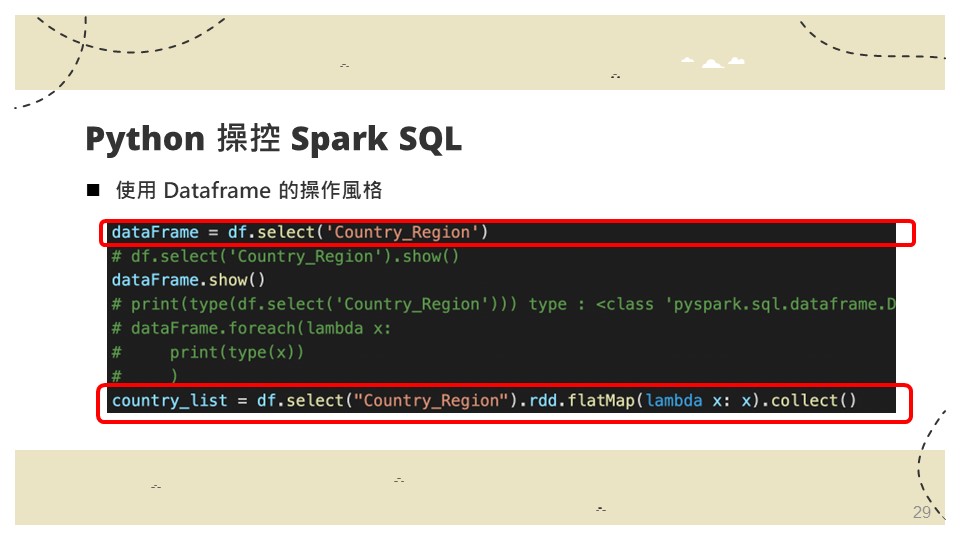 Python 操控 Spark SQL
■ 使用 Dataframe 的操作風格
dataFrame = df.select('Country_Region')
# df.select('Country_Region').show()
dataFrame.show()
# print(type(df.select('Country_Region'))) type : <class 'pyspark.sql.dataframe.D
# dataFrame.foreach(lambda x:
#     print(type(x))
#     )
country_list = df.select("Country_Region").rdd.flatMap(lambda x: x).collect()
29